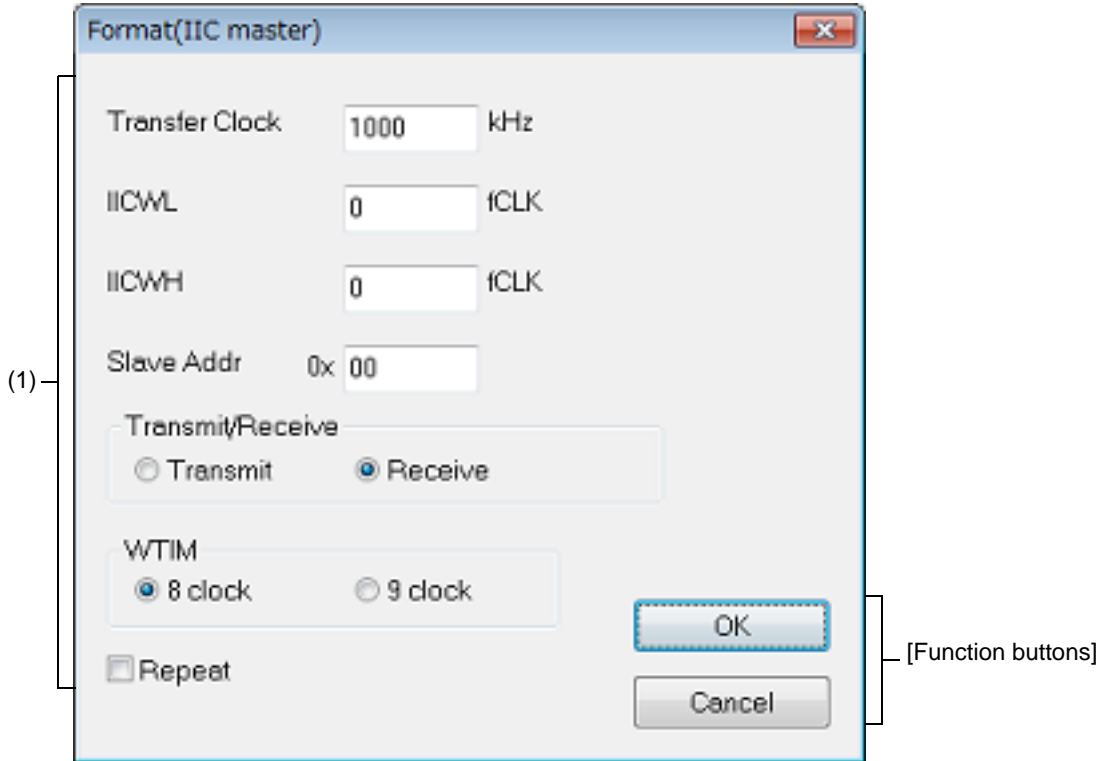 Format(IIC master)
Transfer Clock 1000 kHz
IICWL 0 fCLK
IICWH 0 fCLK
Slave Addr 0x 00
(1)
Transmit/Receive
Transmit Receive
WTIM
8 clock 9 clock
OK
[Function buttons]
Repeat
Cancel